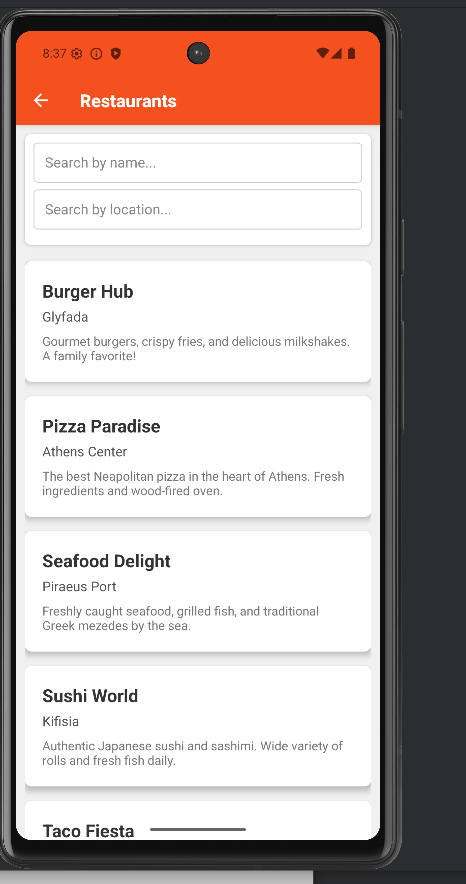 8:37
Restaurants
Search by name...
Search by location...
Burger Hub
Glyfada
Gourmet burgers, crispy fries, and delicious milkshakes.
A family favorite!
Pizza Paradise
Athens Center
The best Neapolitan pizza in the heart of Athens. Fresh
ingredients and wood-fired oven.
Seafood Delight
Piraeus Port
Freshly caught seafood, grilled fish, and traditional
Greek mezedes by the sea.
Sushi World
Kifisia
Authentic Japanese sushi and sashimi. Wide variety of
rolls and fresh fish daily.
Taco Fiesta